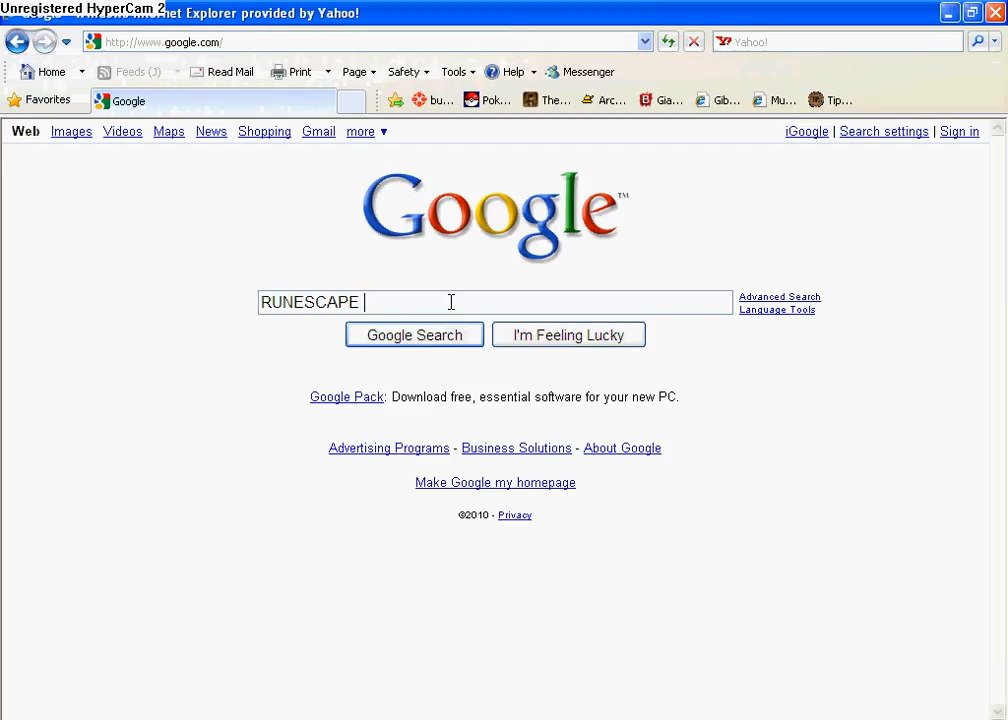 Unregistered HyperCam 2
Internet Explorer provided by Yahoo!
http://www.google.com/
Yahoo!
Home Feeds (J) Read Mail Print Page Safety Tools Help Messenger
Favorites Google bu... Pok... The... Arc... Gia... Gib... Mu... Tip...
Web Images Videos Maps News Shopping Gmail more ▼ iGoogle | Search settings | Sign in
Google™
RUNESCAPE
Advanced Search
Language Tools
Google Search I'm Feeling Lucky
Google Pack: Download free, essential software for your new PC.
Advertising Programs - Business Solutions - About Google
Make Google my homepage
©2010 - Privacy